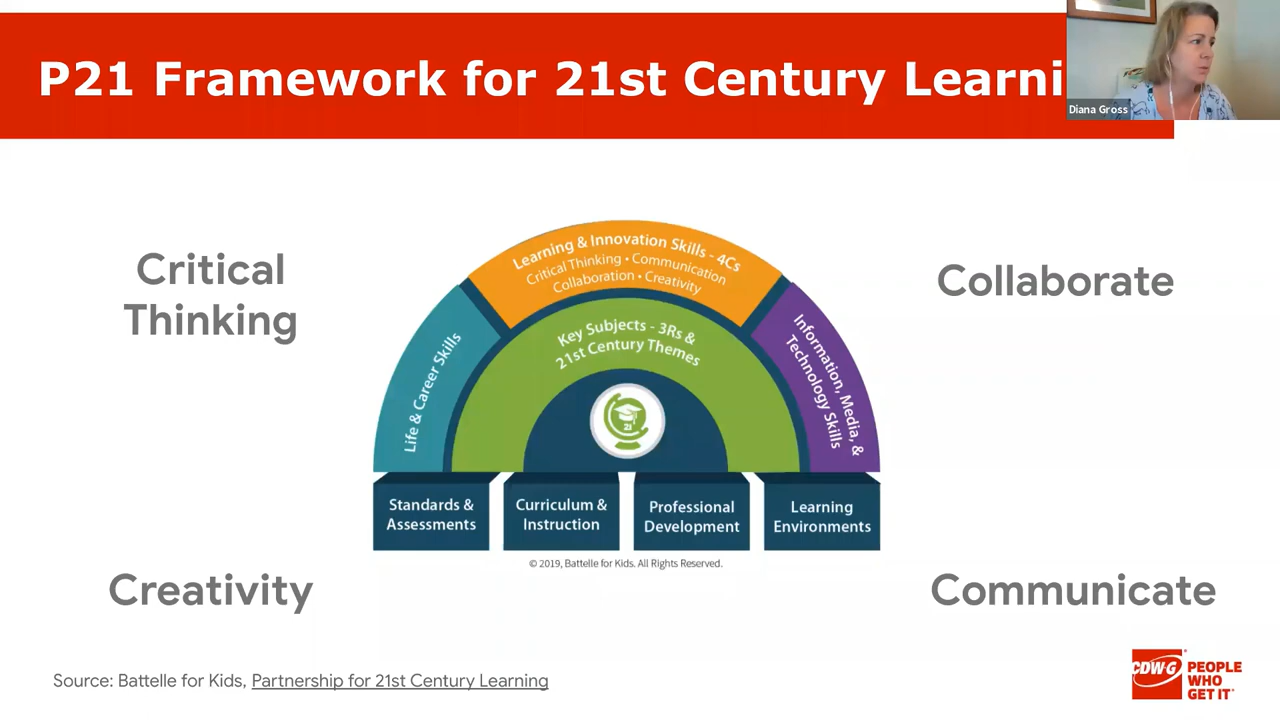 P21 Framework for 21st Century Learni
Diana Gross
Critical
Thinking
Collaborate
Learning & Innovation Skills - 4Cs
Critical Thinking • Communication
Collaboration • Creativity
Key Subjects - 3Rs &
21st Century Themes
Life & Career Skills
Information, Media, &
Technology Skills
21
Standards &
Assessments
Curriculum &
Instruction
Professional
Development
Learning
Environments
© 2019, Battelle for Kids. All Rights Reserved.
Creativity
Communicate
Source: Battelle for Kids, Partnership for 21st Century Learning
CDW·G
PEOPLE
WHO
GET IT